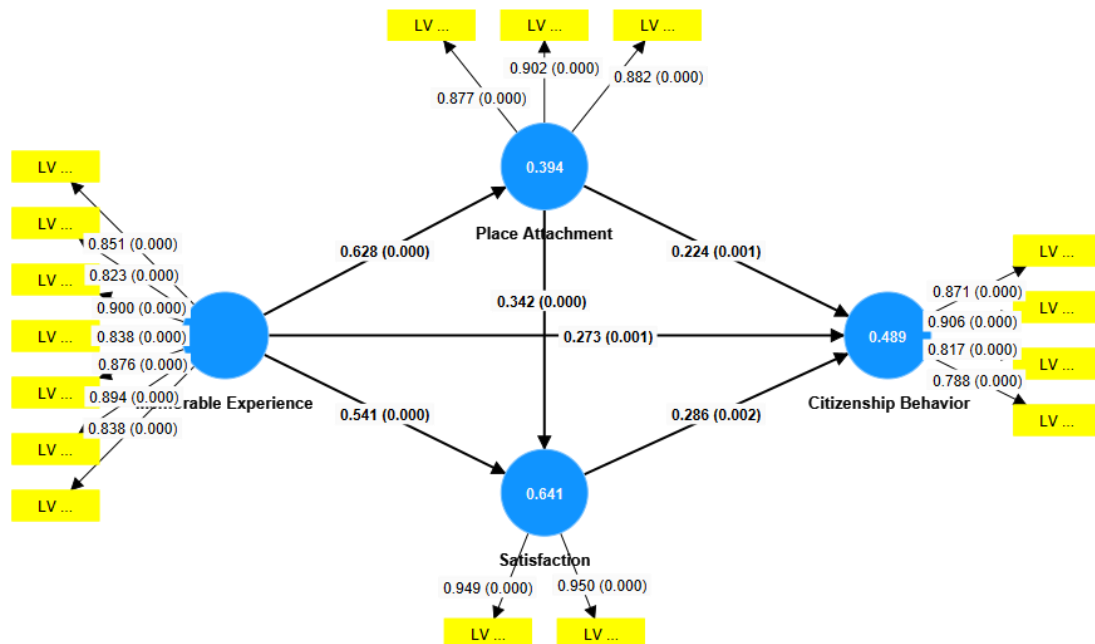 LV ...
LV ...
LV ...
0.877 (0.000)
0.902 (0.000)
0.882 (0.000)
0.394
Place Attachment
LV ...
LV ...
LV ...
LV ...
LV ...
LV ...
LV ...
0.851 (0.000)
0.823 (0.000)
0.900 (0.000)
0.838 (0.000)
0.876 (0.000)
0.894 (0.000)
0.838 (0.000)
Experience
0.628 (0.000)
0.342 (0.000)
0.224 (0.001)
0.273 (0.001)
0.541 (0.000)
0.286 (0.002)
0.489
Citizenship Behavior
0.871 (0.000)
0.906 (0.000)
0.817 (0.000)
0.788 (0.000)
LV ...
LV ...
LV ...
LV ...
0.641
Satisfaction
0.949 (0.000)
0.950 (0.000)
LV ...
LV ...